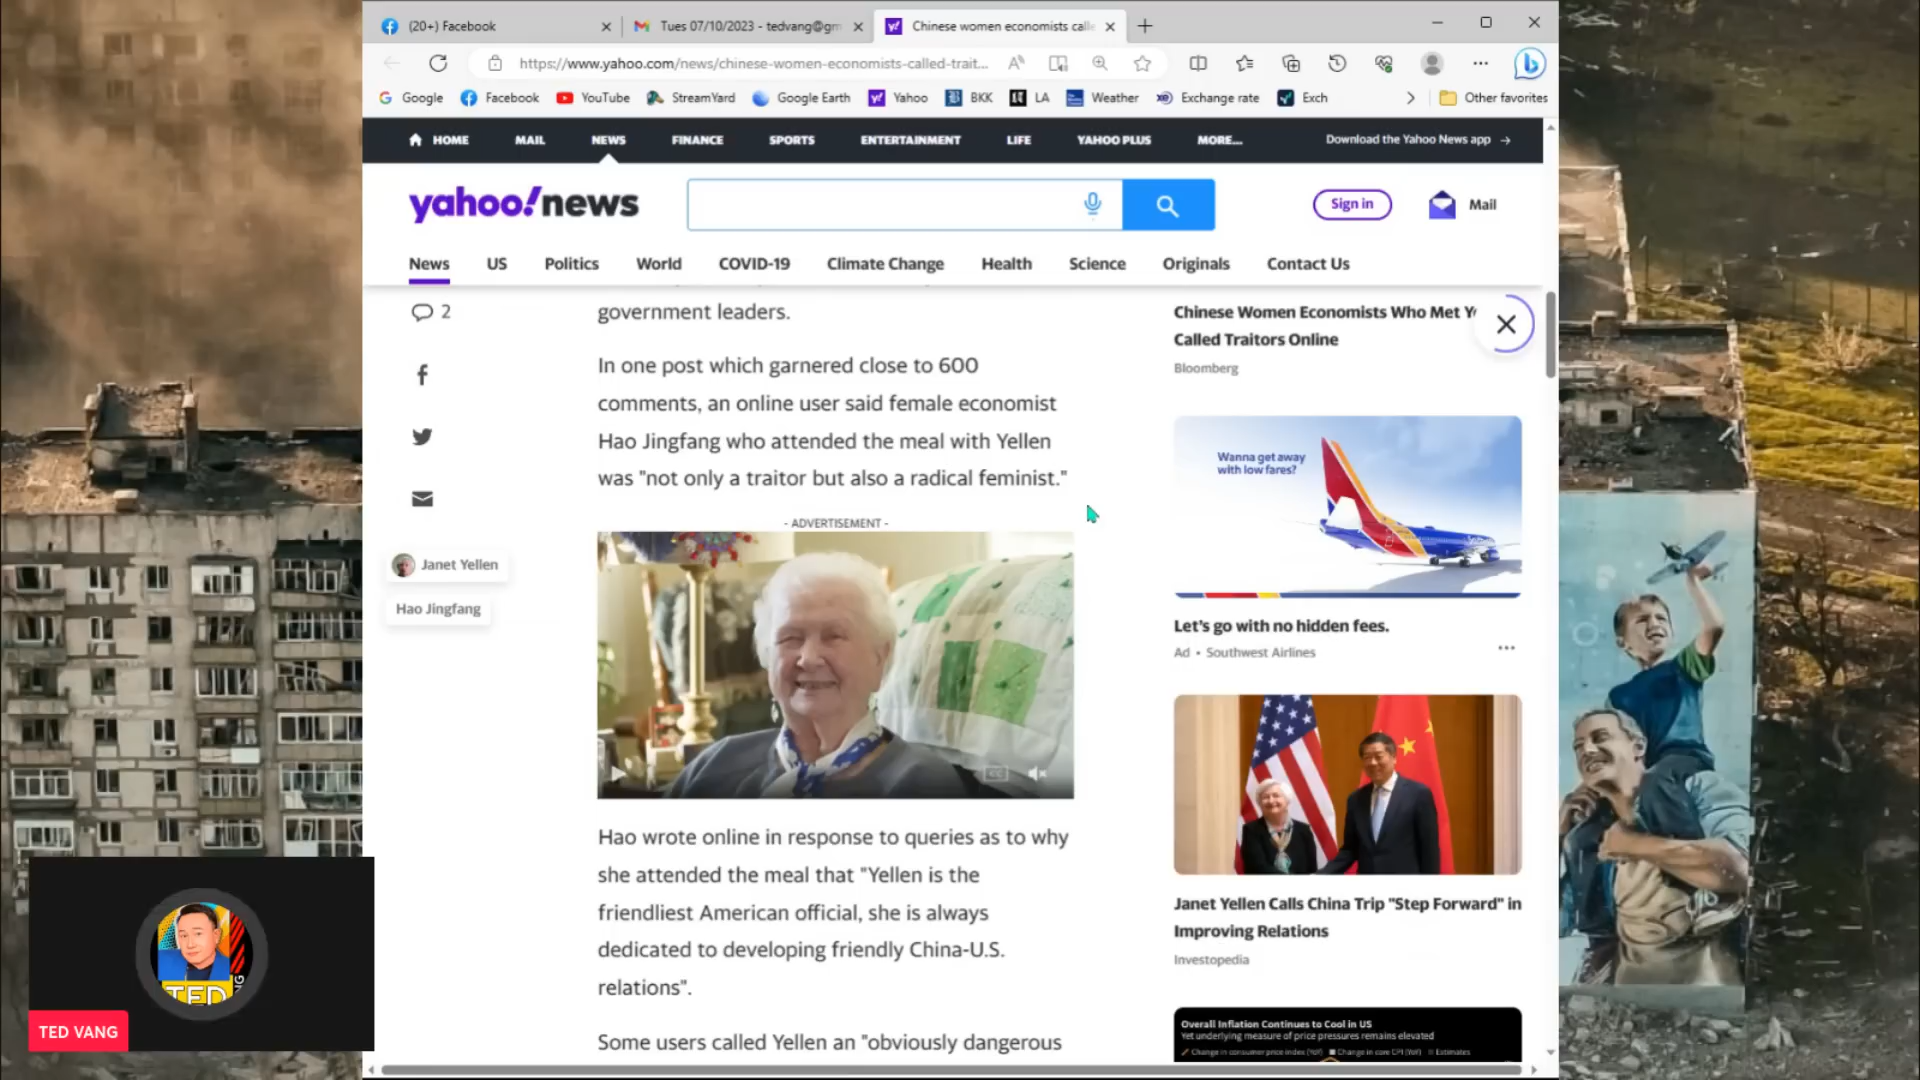 (20+) Facebook
Tues 07/10/2023 - tedvang@gm
Chinese women economists calle
https://www.yahoo.com/news/chinese-women-economists-called-trait...
Google
Facebook
YouTube
StreamYard
Google Earth
Yahoo
BKK
LA
Weather
Exchange rate
Exch
Other favorites
HOME
MAIL
NEWS
FINANCE
SPORTS
ENTERTAINMENT
LIFE
YAHOO PLUS
MORE...
Download the Yahoo News app →
yahoo!news
Sign in
Mail
News
US
Politics
World
COVID-19
Climate Change
Health
Science
Originals
Contact Us
2
Janet Yellen
Hao Jingfang
government leaders.
In one post which garnered close to 600
comments, an online user said female economist
Hao Jingfang who attended the meal with Yellen
was "not only a traitor but also a radical feminist."
- ADVERTISEMENT -
CC
Hao wrote online in response to queries as to why
she attended the meal that "Yellen is the
friendliest American official, she is always
dedicated to developing friendly China-U.S.
relations".
Some users called Yellen an "obviously dangerous
Chinese Women Economists Who Met Y
Called Traitors Online
Bloomberg
Wanna get away
with low fares?
Let's go with no hidden fees.
Ad • Southwest Airlines
Janet Yellen Calls China Trip "Step Forward" in
Improving Relations
Investopedia
Overall Inflation Continues to Cool in US
Yet underlying measure of price pressures remains elevated
Change in consumer price index (YoY) Change in core CPI (YoY) Estimates
TED
TED VANG